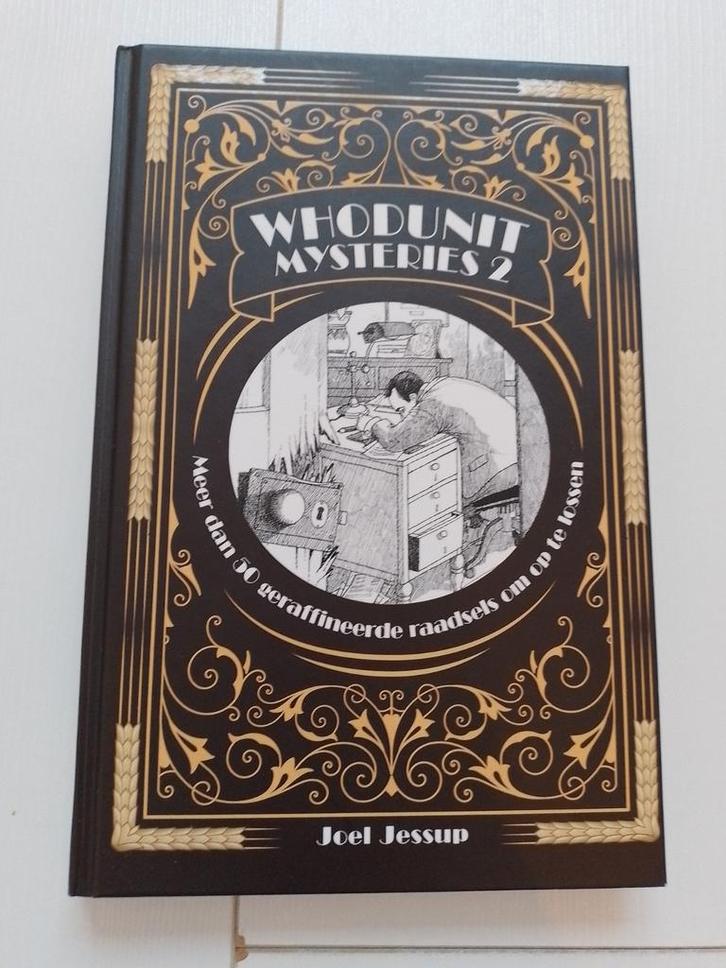 WHODUNIT
MYSTERIES 2
Meer dan 50 geraffineerde raadsels om op te lossen
Joel Jessup